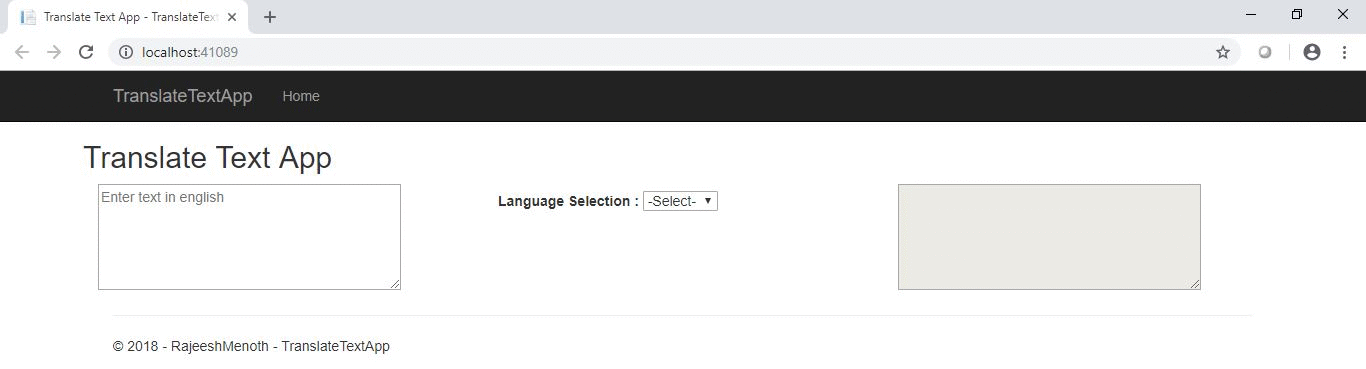 Translate Text App - TranslateText
localhost:41089
TranslateTextApp Home
Translate Text App
Enter text in english
Language Selection : -Select-
© 2018 - RajeeshMenoth - TranslateTextApp